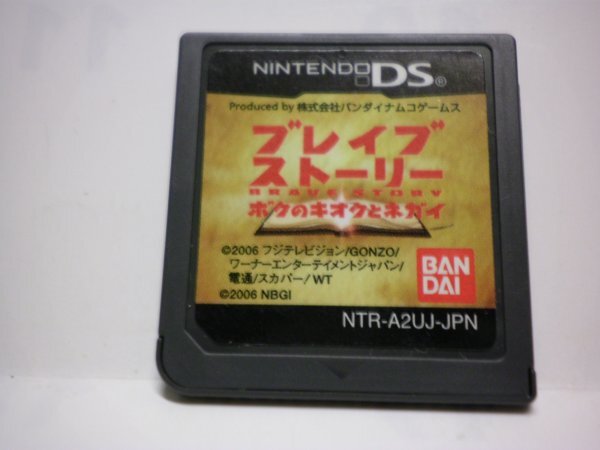 NINTENDO DS®
Produced by 株式会社バンダイナムコゲームス
ブレイブ
ストーリー
BRAVE STORY
ボクのキオクとネガイ
©2006 フジテレビジョン/GONZO/
ワーナーエンターテイメントジャパン/
電通/スカパー/WT
©2006 NBGI
BAN
DAI
NTR-A2UJ-JPN